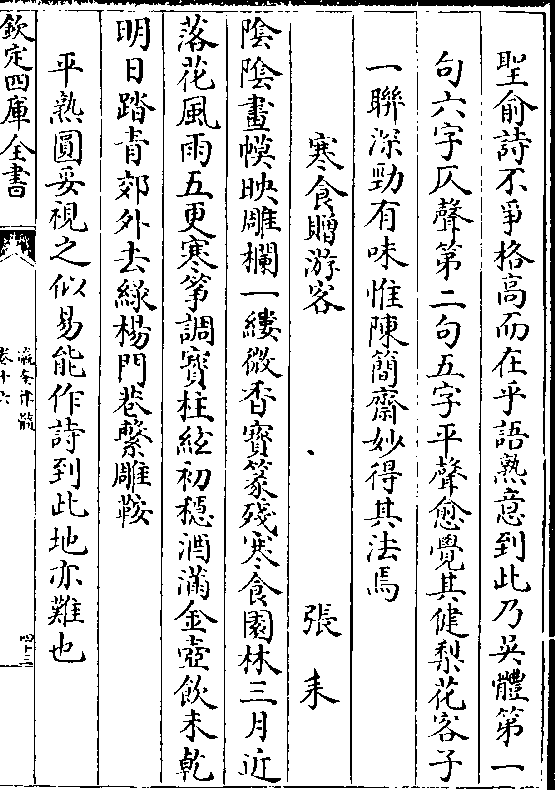 聖俞詩不爭格高而在乎語熟意到此乃吳體第一
句六字仄聲第二句五字平聲愈覺其健梨花客子
一聯深勁有味惟陳簡齋妙得其法焉
寒食贈游客 張耒
陰陰畫幙映雕欄一縷微香寳篆殘寒食園林三月近
落花風雨五更寒筝調寳柱絃初穏酒滿金壺飲未乾
明日踏青郊外去緑楊門巷繫雕鞍
平熟圓妥視之似易能作詩到此地亦難也
欽定四庫全書
瀛奎律髓
卷十六
四十三